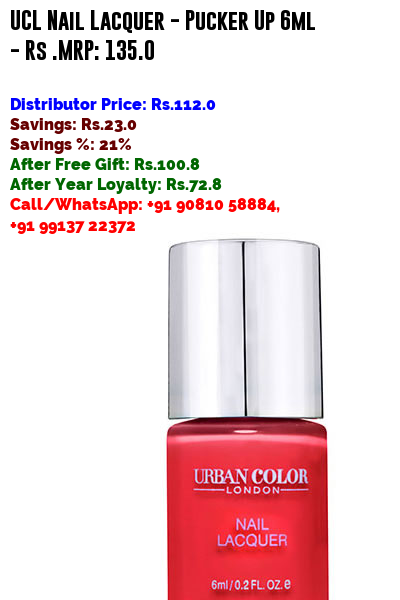 UCL Nail Lacquer - Pucker Up 6ml
- Rs .MRP: 135.0
Distributor Price: Rs.112.0
Savings: Rs.23.0
Savings %: 21%
After Free Gift: Rs.100.8
After Year Loyalty: Rs.72.8
Call/WhatsApp: +91 90810 58884,
+91 99137 22372
URBAN COLOR
LONDON
NAIL
LACQUER
6ml/0.2 FL. OZ. e